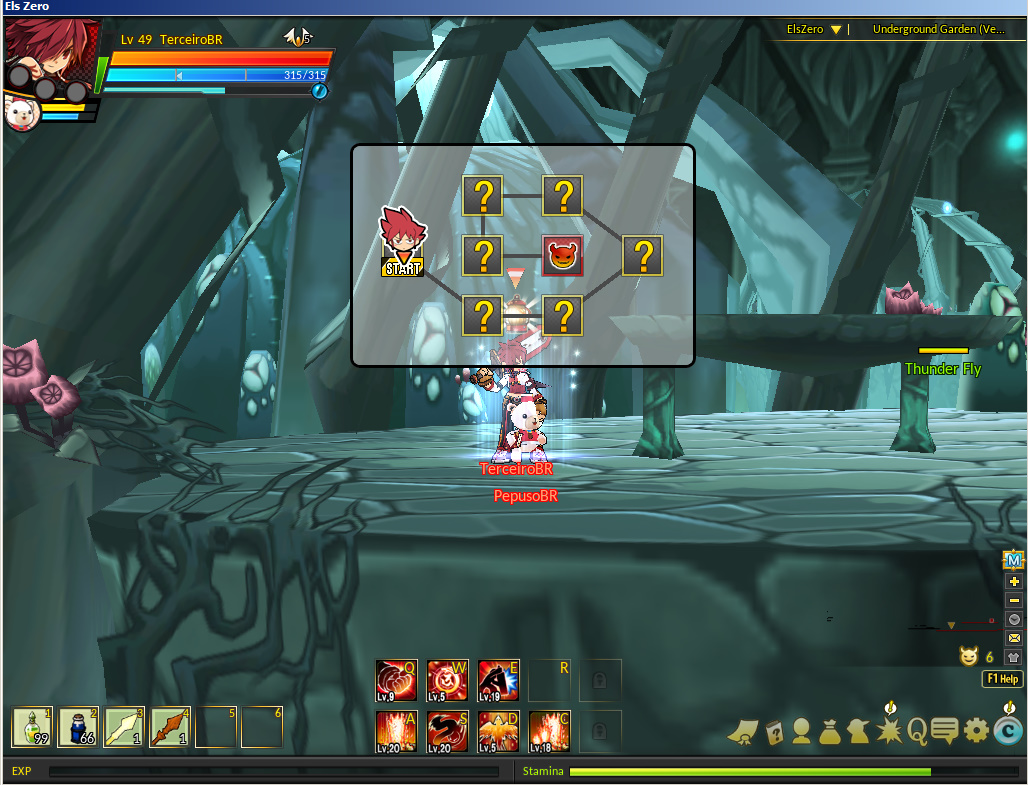 Els Zero
Lv 49 TerceiroBR
5
ElsZero
Underground Garden (Ve...
315/315
? ?
START
? ?
? ?
Thunder Fly
TerceiroBR
PepusoBR
M
6
F1 Help
Q
Lv,9
W
Lv,5
E
Lv,19
R
1
99
2
66
3
1
4
1
5
6
A
Lv,20
S
Lv,20
D
Lv,5
C
Lv,18
Q
C
EXP
Stamina